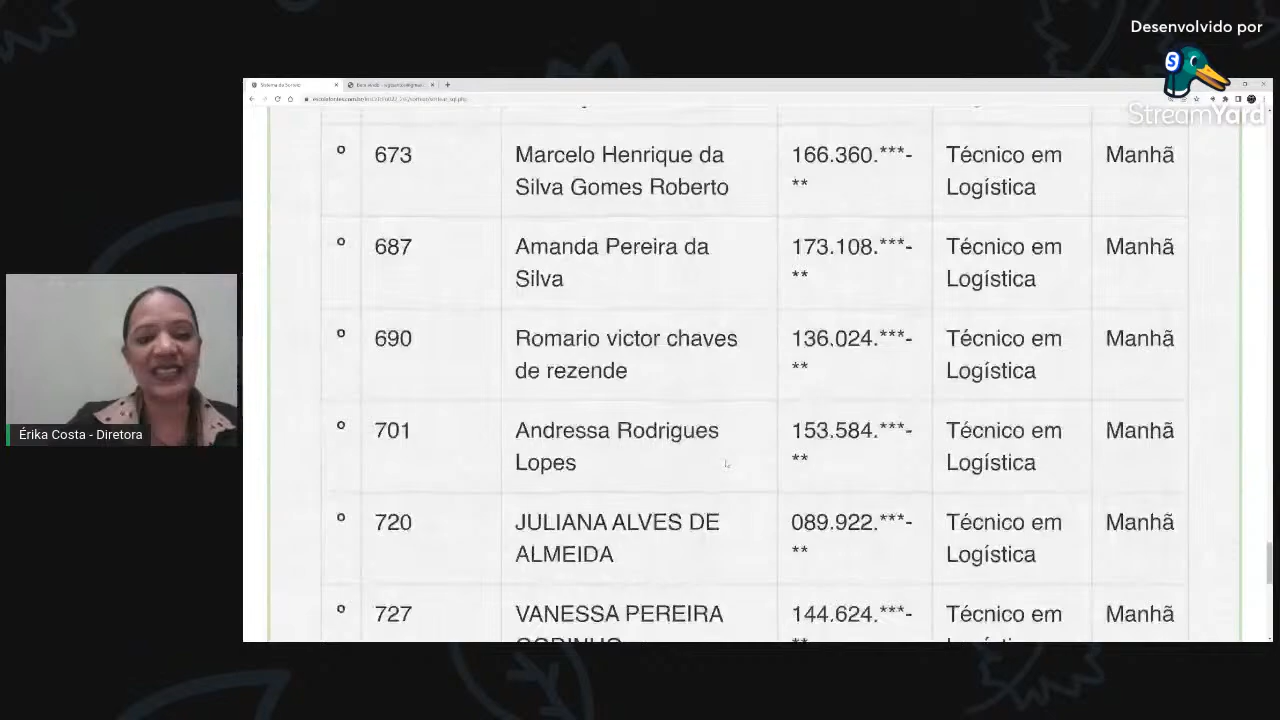 Desenvolvido por
StreamYard
Sistema de Sorteio
º 673 Marcelo Henrique da 166.360.***- Técnico em Manhã
Silva Gomes Roberto ** Logística
º 687 Amanda Pereira da 173.108.***- Técnico em Manhã
Silva ** Logística
º 690 Romario victor chaves 136.024.***- Técnico em Manhã
de rezende ** Logística
º 701 Andressa Rodrigues 153.584.***- Técnico em Manhã
Lopes ** Logística
º 720 JULIANA ALVES DE 089.922.***- Técnico em Manhã
ALMEIDA ** Logística
º 727 VANESSA PEREIRA 144.624.***- Técnico em Manhã
Érika Costa - Diretora